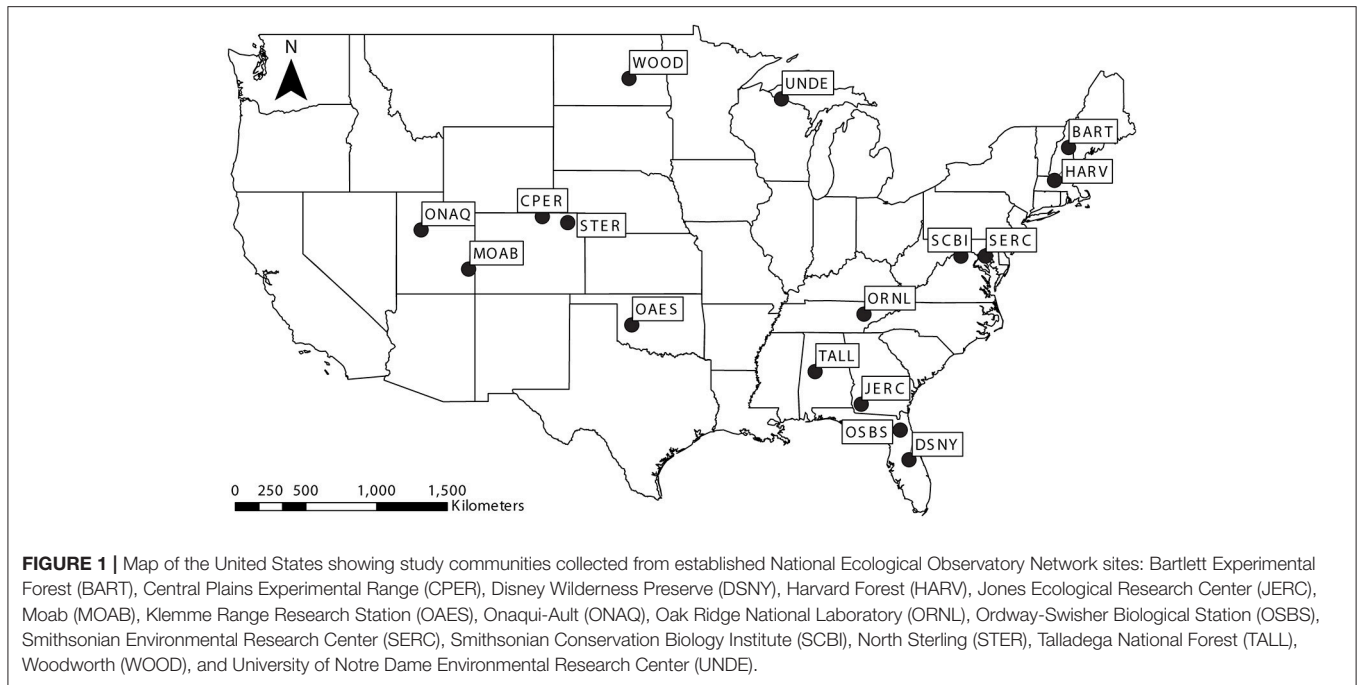 N
WOOD
UNDE
BART
HARV
CPER
ONAQ
STER
MOAB
SCBI
SERC
ORNL
OAES
TALL
JERC
OSBS
DSNY
0 250 500 1,000 1,500
Kilometers
FIGURE 1 | Map of the United States showing study communities collected from established National Ecological Observatory Network sites: Bartlett Experimental
Forest (BART), Central Plains Experimental Range (CPER), Disney Wilderness Preserve (DSNY), Harvard Forest (HARV), Jones Ecological Research Center (JERC),
Moab (MOAB), Klemme Range Research Station (OAES), Onaqui-Ault (ONAQ), Oak Ridge National Laboratory (ORNL), Ordway-Swisher Biological Station (OSBS),
Smithsonian Environmental Research Center (SERC), Smithsonian Conservation Biology Institute (SCBI), North Sterling (STER), Talladega National Forest (TALL),
Woodworth (WOOD), and University of Notre Dame Environmental Research Center (UNDE).